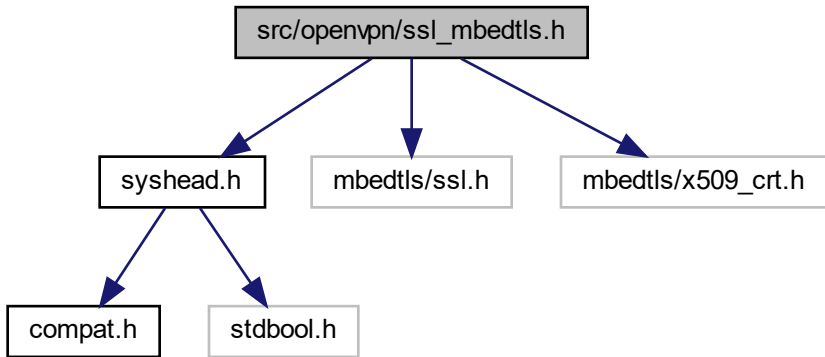 src/openvpn/ssl_mbedtls.h
syshead.h
mbedtls/ssl.h
mbedtls/x509_crt.h
compat.h
stdbool.h